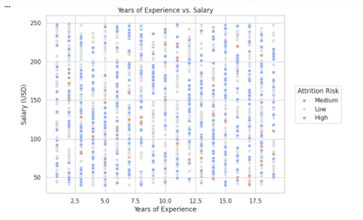 ...
Years of Experience vs. Salary
250
200
150
100
50
Salary (USD)
2.5 5.0 7.5 10.0 12.5 15.0 17.5
Years of Experience
Attrition Risk
Medium
Low
High